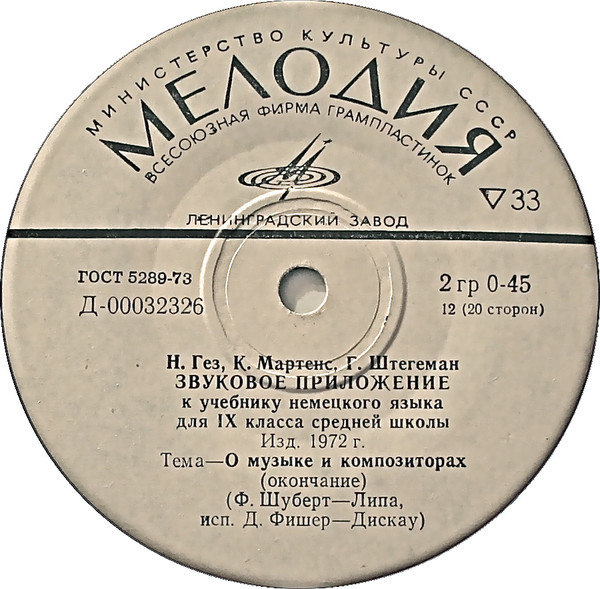 МИНИСТЕРСТВО КУЛЬТУРЫ СССР
МЕЛОДИЯ
ВСЕСОЮЗНАЯ ФИРМА ГРАМПЛАСТИНОК
33
ЛЕНИНГРАДСКИЙ ЗАВОД
ГОСТ 5289-73
2 гр 0-45
Д-00032326
12 (20 сторон)
Н. Гез, К. Мартенс, Г. Штегеман
ЗВУКОВОЕ ПРИЛОЖЕНИЕ
к учебнику немецкого языка
для IX класса средней школы
Изд. 1972 г.
Тема—О музыке и композиторах
(окончание)
(Ф. Шуберт—Липа,
исп. Д. Фишер—Дискау)